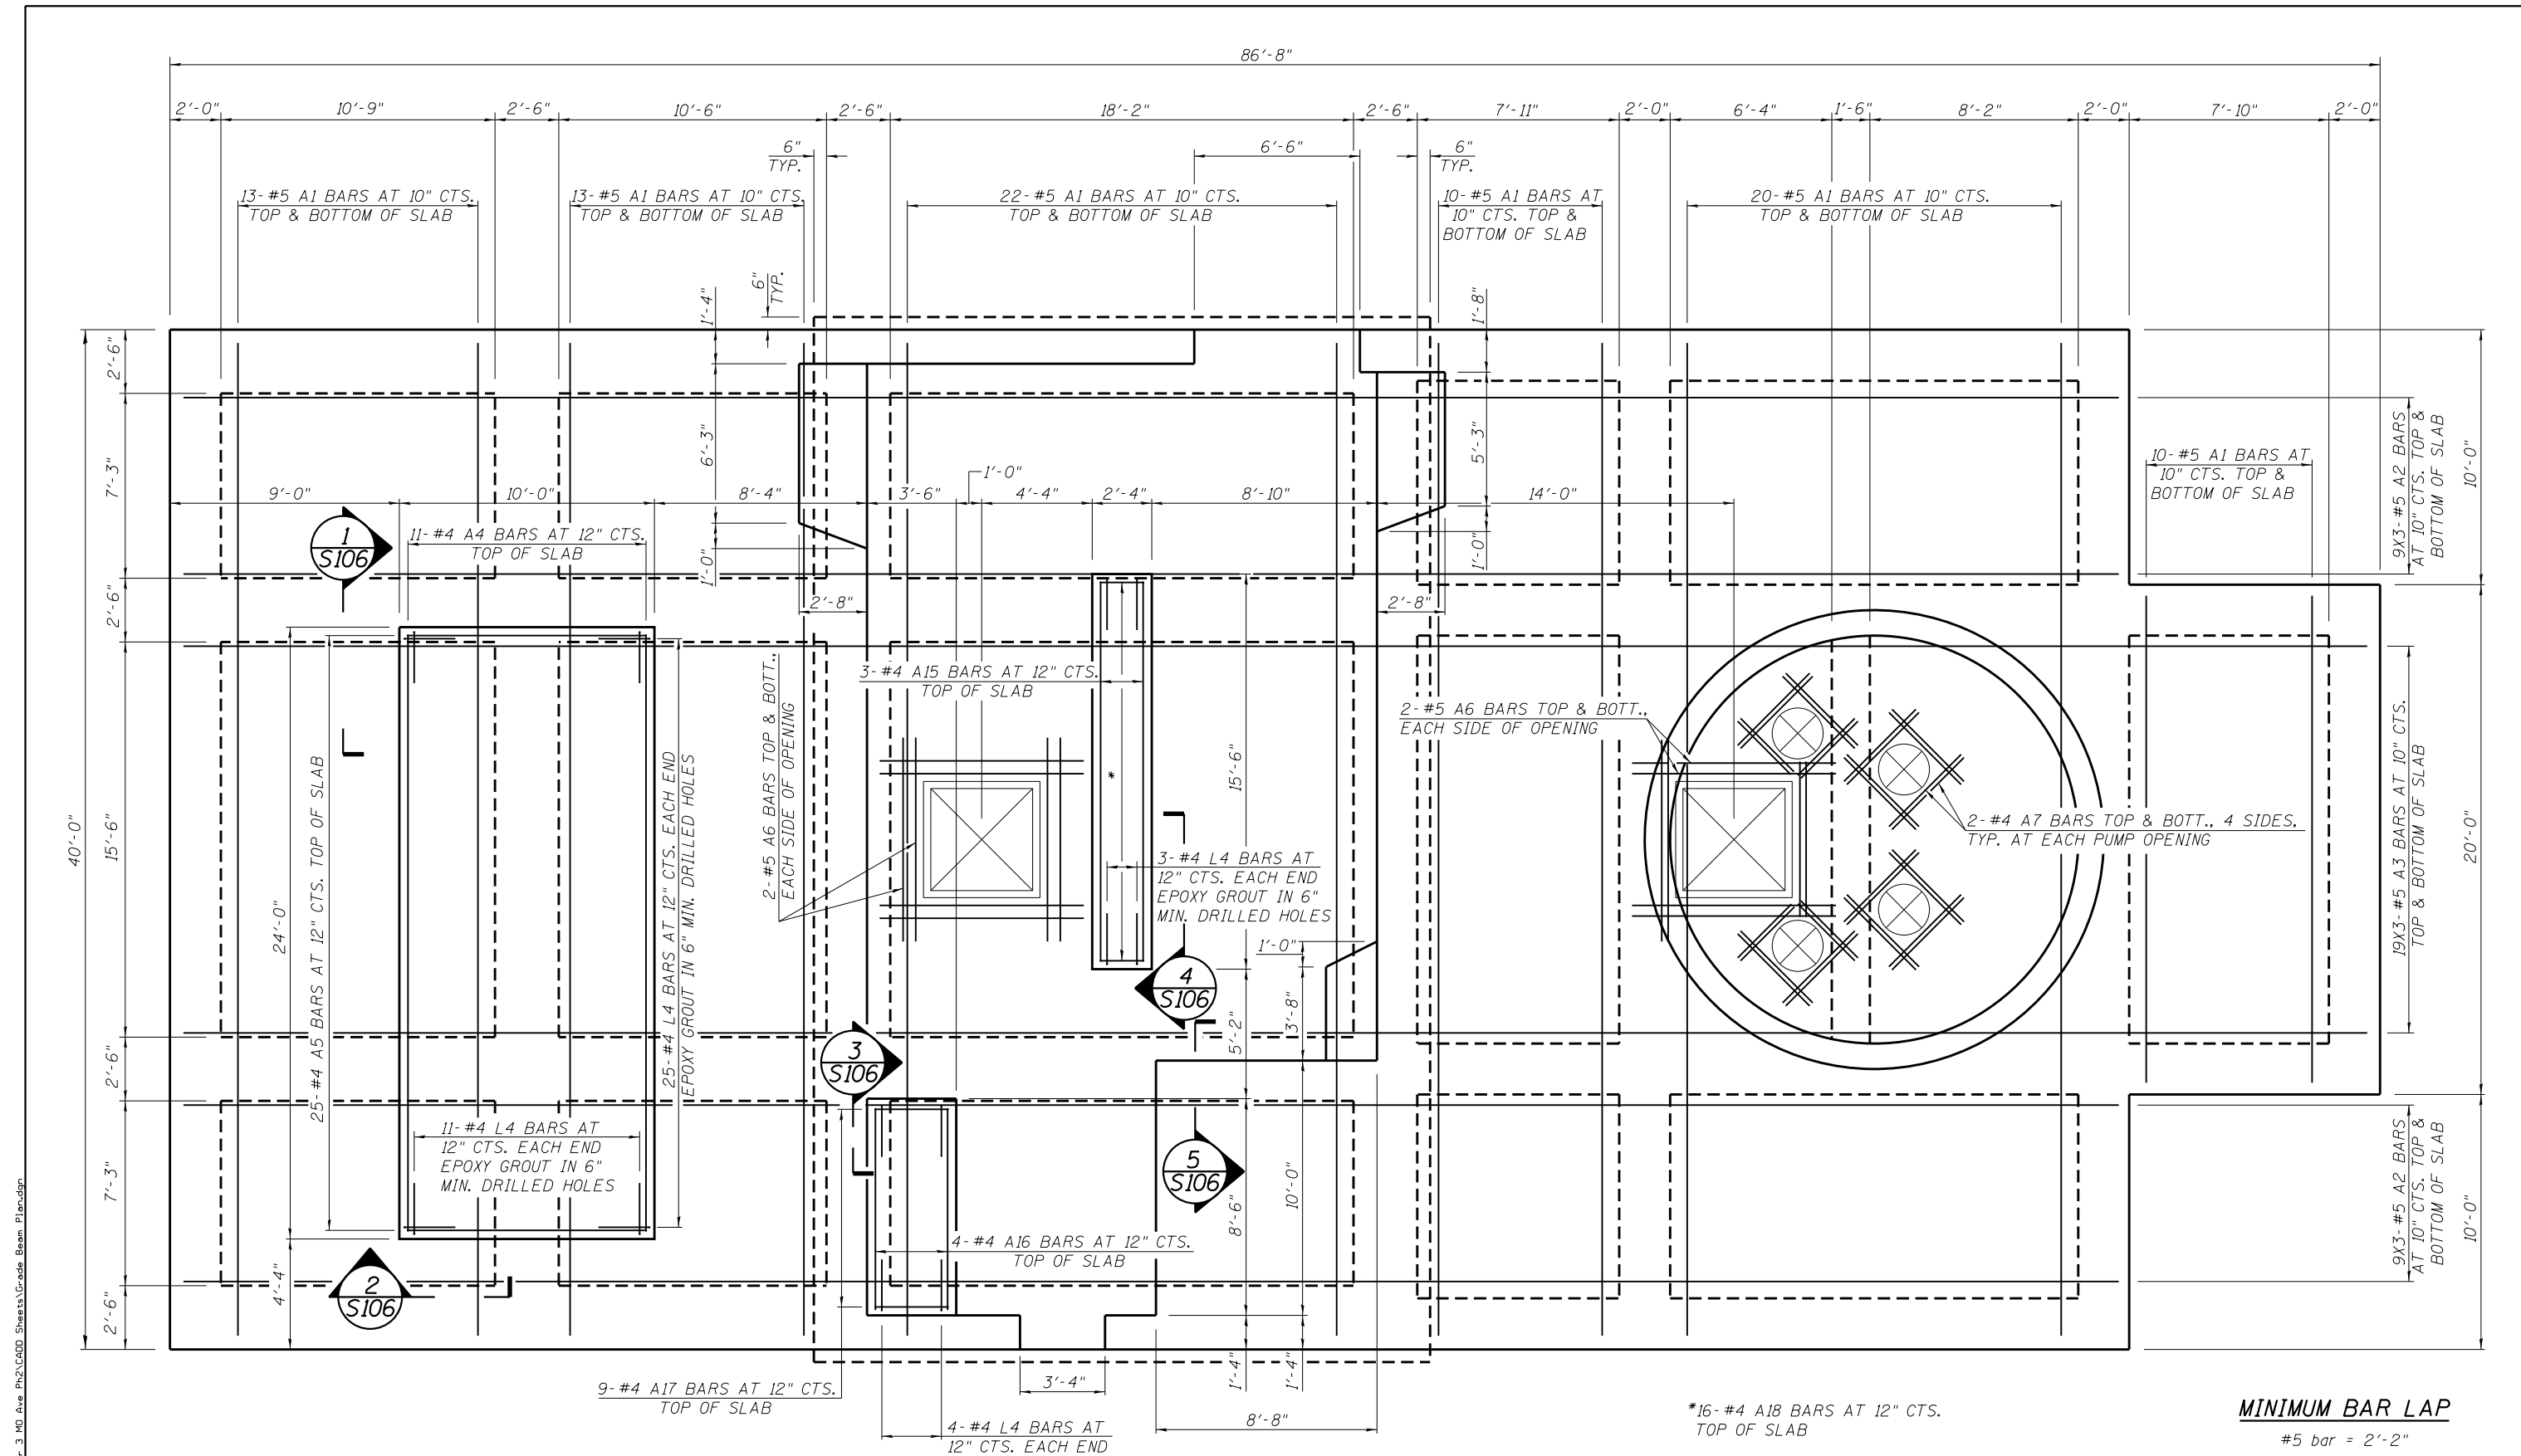 86'-8"
2'-0" 10'-9" 2'-6" 10'-6" 2'-6" 18'-2" 2'-6" 7'-11" 2'-0" 6'-4" 1'-6" 8'-2" 2'-0" 7'-10" 2'-0"
6"
TYP.
6'-6"
6"
TYP.
13-#5 A1 BARS AT 10" CTS.
TOP & BOTTOM OF SLAB
13-#5 A1 BARS AT 10" CTS.
TOP & BOTTOM OF SLAB
22-#5 A1 BARS AT 10" CTS.
TOP & BOTTOM OF SLAB
10-#5 A1 BARS AT
10" CTS. TOP &
BOTTOM OF SLAB
20-#5 A1 BARS AT 10" CTS.
TOP & BOTTOM OF SLAB
6"
TYP.
1'-4"
6'-3"
1'-0"
1'-8"
5'-3"
1'-0"
40'-0"
2'-6"
7'-3"
2'-6"
15'-6"
2'-6"
7'-3"
2'-6"
9'-0" 10'-0" 8'-4" 3'-6" 1'-0" 4'-4" 2'-4" 8'-10" 14'-0"
10-#5 A1 BARS AT
10" CTS. TOP &
BOTTOM OF SLAB
9X3-#5 A2 BARS
AT 10" CTS. TOP &
BOTTOM OF SLAB
10'-0"
1
S106
11-#4 A4 BARS AT 12" CTS.
TOP OF SLAB
2'-8"
2'-8"
3-#4 A15 BARS AT 12" CTS.
TOP OF SLAB
2-#5 A6 BARS TOP & BOTT.,
EACH SIDE OF OPENING
2-#5 A6 BARS TOP & BOTT.,
EACH SIDE OF OPENING
*
15'-6"
24'-0"
4'-4"
25-#4 A5 BARS AT 12" CTS. TOP OF SLAB
25-#4 L4 BARS AT 12" CTS. EACH END
EPOXY GROUT IN 6" MIN. DRILLED HOLES
2-#4 A7 BARS TOP & BOTT., 4 SIDES,
TYP. AT EACH PUMP OPENING
19X3-#5 A3 BARS AT 10" CTS.
TOP & BOTTOM OF SLAB
20'-0"
3-#4 L4 BARS AT
12" CTS. EACH END
EPOXY GROUT IN 6"
MIN. DRILLED HOLES
1'-0"
4
S106
3'-8"
5'-2"
3
S106
11-#4 L4 BARS AT
12" CTS. EACH END
EPOXY GROUT IN 6"
MIN. DRILLED HOLES
5
S106
8'-6"
10'-0"
9X3-#5 A2 BARS
AT 10" CTS. TOP &
BOTTOM OF SLAB
10'-0"
4-#4 A16 BARS AT 12" CTS.
TOP OF SLAB
2
S106
1'-4"
1'-4"
3'-4"
8'-8"
9-#4 A17 BARS AT 12" CTS.
TOP OF SLAB
4-#4 L4 BARS AT
12" CTS. EACH END
*16-#4 A18 BARS AT 12" CTS.
TOP OF SLAB
MINIMUM BAR LAP
#5 bar = 2'-2"
r 3 MO Ave Ph2\CADD Sheets\Grade Beam Plan.dgn